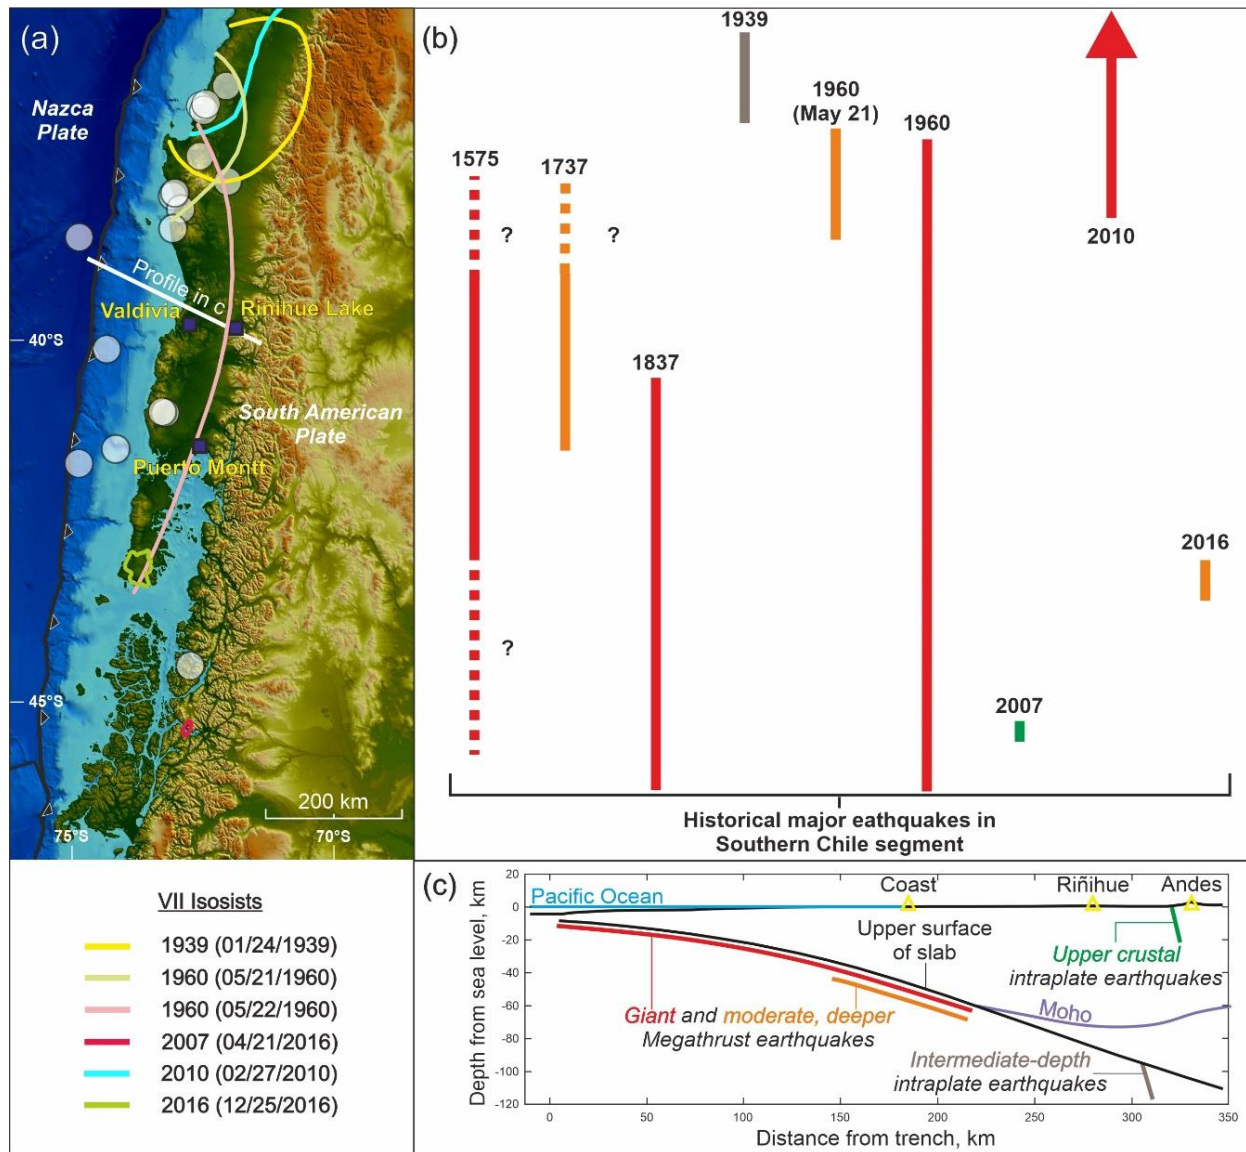 (a)
Nazca
Plate
Profile in c
Valdivia
Riñihue Lake
40°S
South American
Plate
Puerto Montt
45°S
200 km
75°S
70°S
VII Isosists
1939 (01/24/1939)
1960 (05/21/1960)
1960 (05/22/1960)
2007 (04/21/2016)
2010 (02/27/2010)
2016 (12/25/2016)
(b)
1939
1960
(May 21)
1960
1575
1737
?
?
2010
1837
2016
?
2007
Historical major eathquakes in
Southern Chile segment
(c)
Depth from sea level, km
20
0
-20
-40
-60
-80
-100
-120
Pacific Ocean
Coast
Riñihue
Andes
Upper surface
of slab
Upper crustal
intraplate earthquakes
Giant and moderate, deeper
Megathrust earthquakes
Moho
Intermediate-depth
intraplate earthquakes
0
50
100
150
200
250
300
350
Distance from trench, km